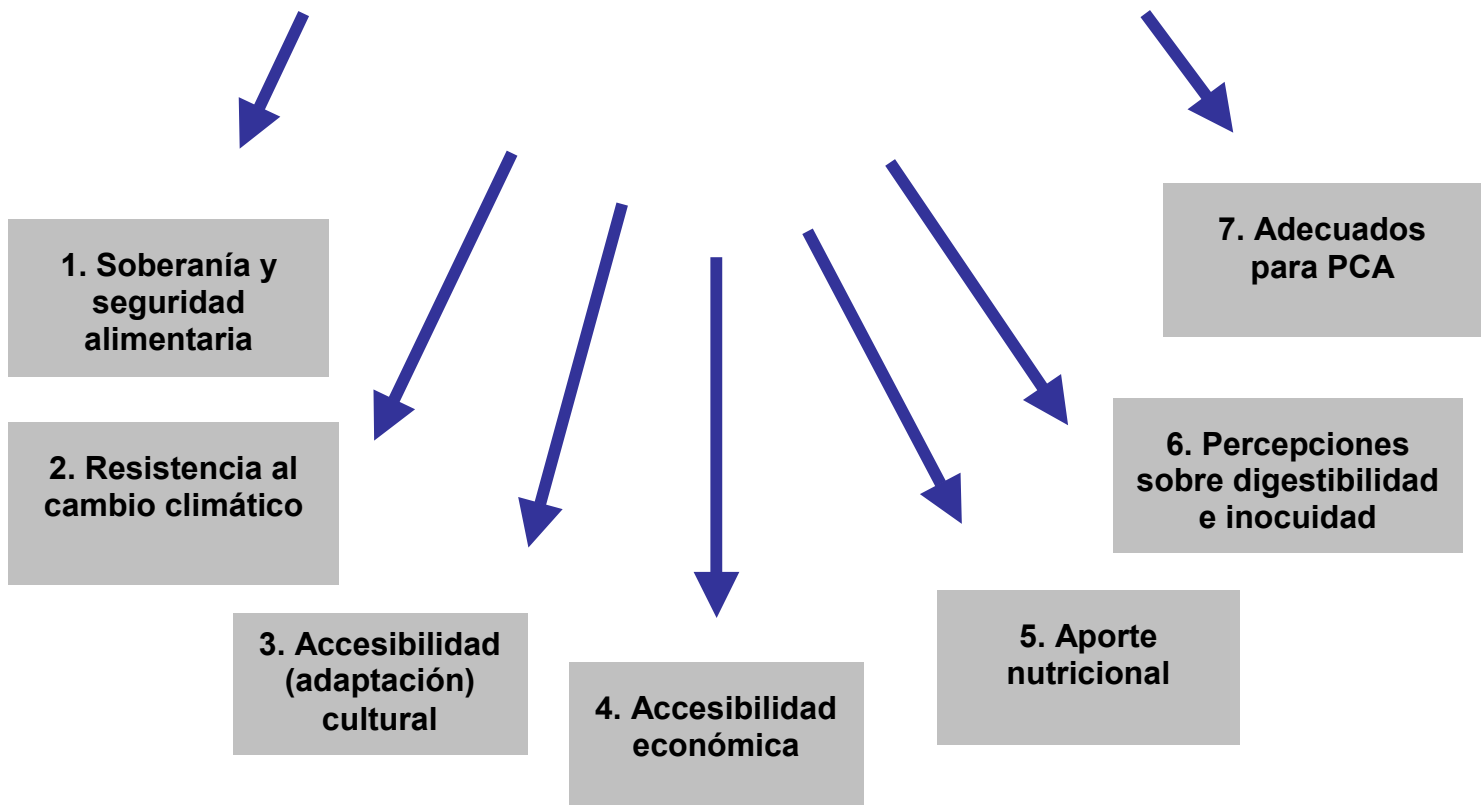 1. Soberanía y
seguridad
alimentaria
2. Resistencia al
cambio climático
3. Accesibilidad
(adaptación)
cultural
4. Accesibilidad
económica
5. Aporte
nutricional
6. Percepciones
sobre digestibilidad
e inocuidad
7. Adecuados
para PCA